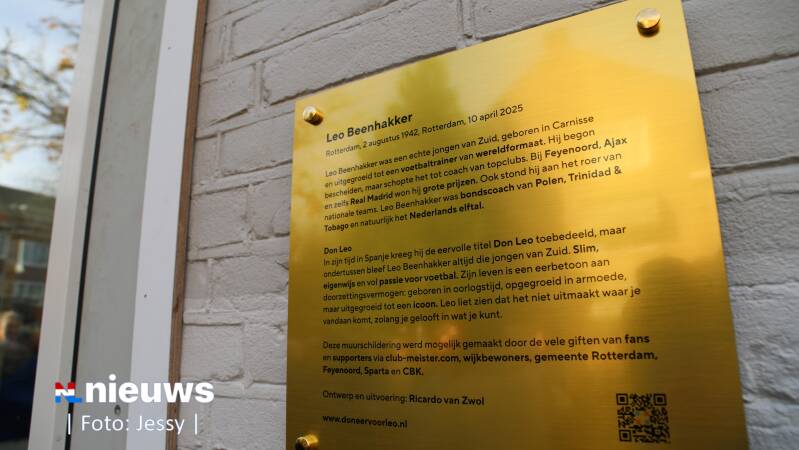 Leo Beenhakker
Rotterdam, 2 augustus 1942, Rotterdam, 10 april 2025
Leo Beenhakker was een echte jongen van Zuid, geboren in Carnisse
en uitgegroeid tot een voetbaltrainer van wereldformaat. Hij begon
bescheiden, maar schopte het tot coach van topclubs. Bij Feyenoord, Ajax
en zelfs Real Madrid won hij grote prijzen. Ook stond hij aan het roer van
nationale teams. Leo Beenhakker was bondscoach van Polen, Trinidad &
Tobago en natuurlijk het Nederlands elftal.
Don Leo
In zijn tijd in Spanje kreeg hij de eervolle titel Don Leo toebedeeld, maar
ondertussen bleef Leo Beenhakker altijd die jongen van Zuid. Slim,
eigenwijs en vol passie voor voetbal. Zijn leven is een eerbetoon aan
doorzettingsvermogen: geboren in oorlogstijd, opgegroeid in armoede,
maar uitgegroeid tot een icoon. Leo liet zien dat het niet uitmaakt waar je
vandaan komt, zolang je gelooft in wat je kunt.
Deze muurschildering werd mogelijk gemaakt door de vele giften van fans
en supporters via club-meister.com, wijkbewoners, gemeente Rotterdam,
Feyenoord, Sparta en CBK.
Ontwerp en uitvoering: Ricardo van Zwol
www.doneervoorleo.nl
NL nieuws
| Foto: Jessy |